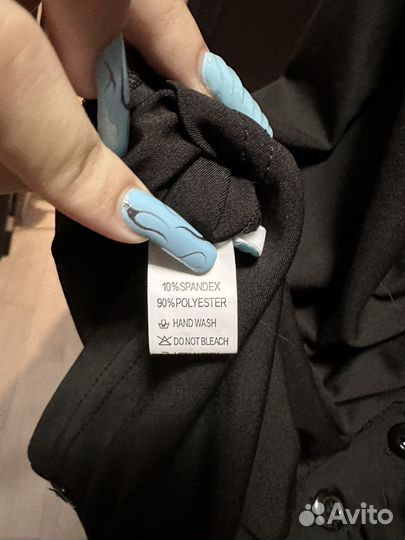 10%SPANDEX
90%POLYESTER
HAND WASH
DO NOT BLEACH
Avito